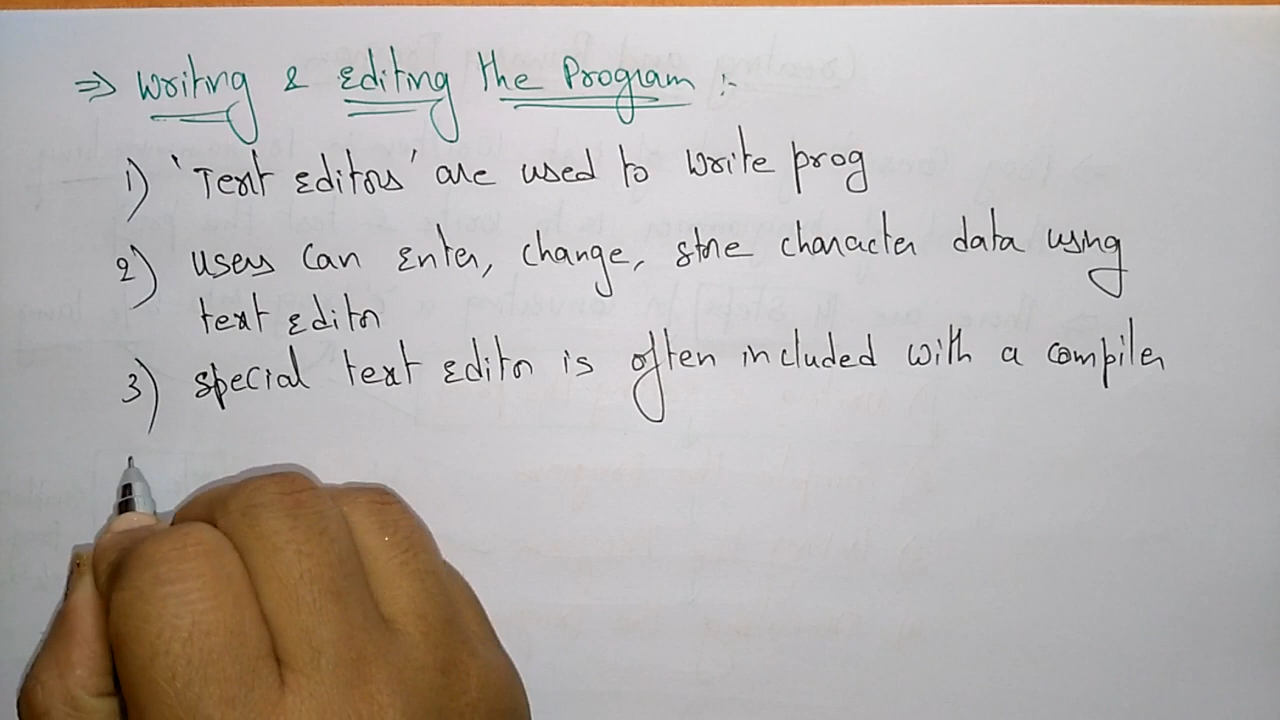 ⇒ Writing & Editing the Program :-
1) 'Text editors' are used to write prog
2) users can enter, change, store character data using
text editor
3) special text editor is often included with a compiler